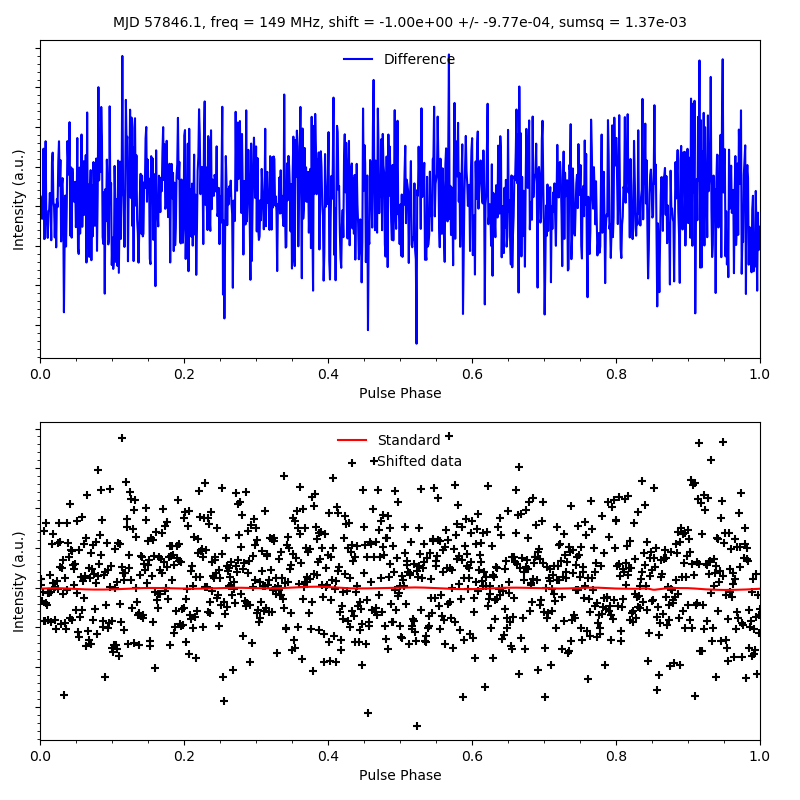 MJD 57846.1, freq = 149 MHz, shift = -1.00e+00 +/- -9.77e-04, sumsq = 1.37e-03
Difference
Intensity (a.u.)
0.0 0.2 0.4 0.6 0.8 1.0
Pulse Phase
Standard
Shifted data
Intensity (a.u.)
0.0 0.2 0.4 0.6 0.8 1.0
Pulse Phase